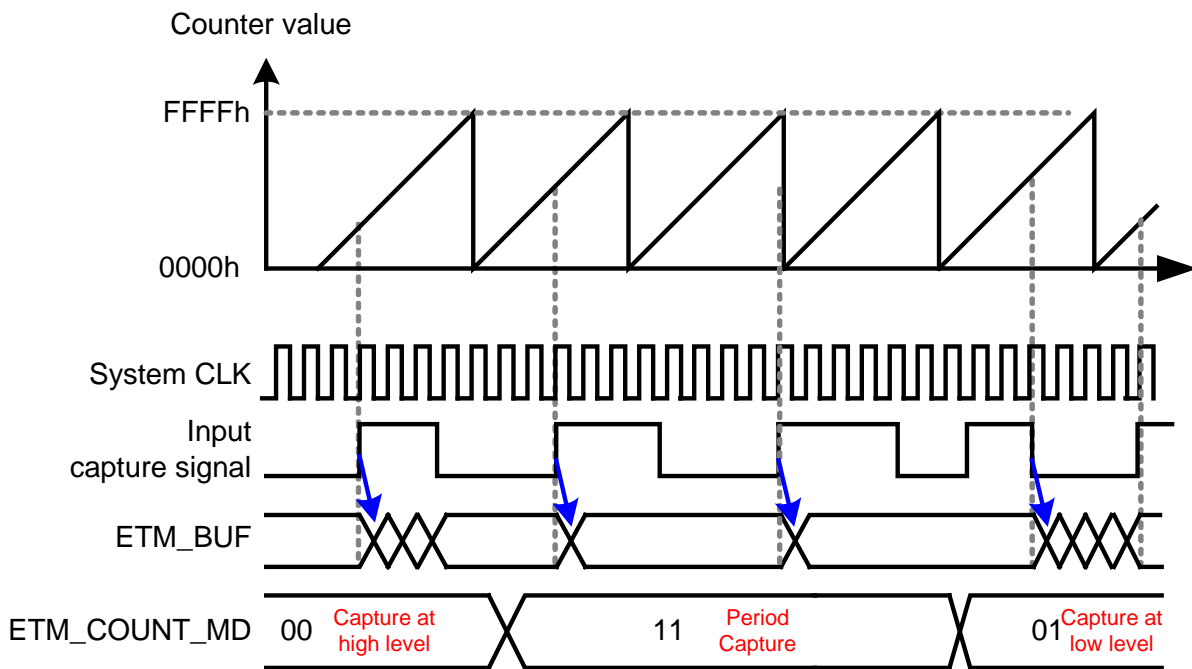 Counter value
FFFFh
0000h
System CLK
Input
capture signal
ETM_BUF
ETM_COUNT_MD
00
Capture at
high level
11
Period
Capture
01
Capture at
low level